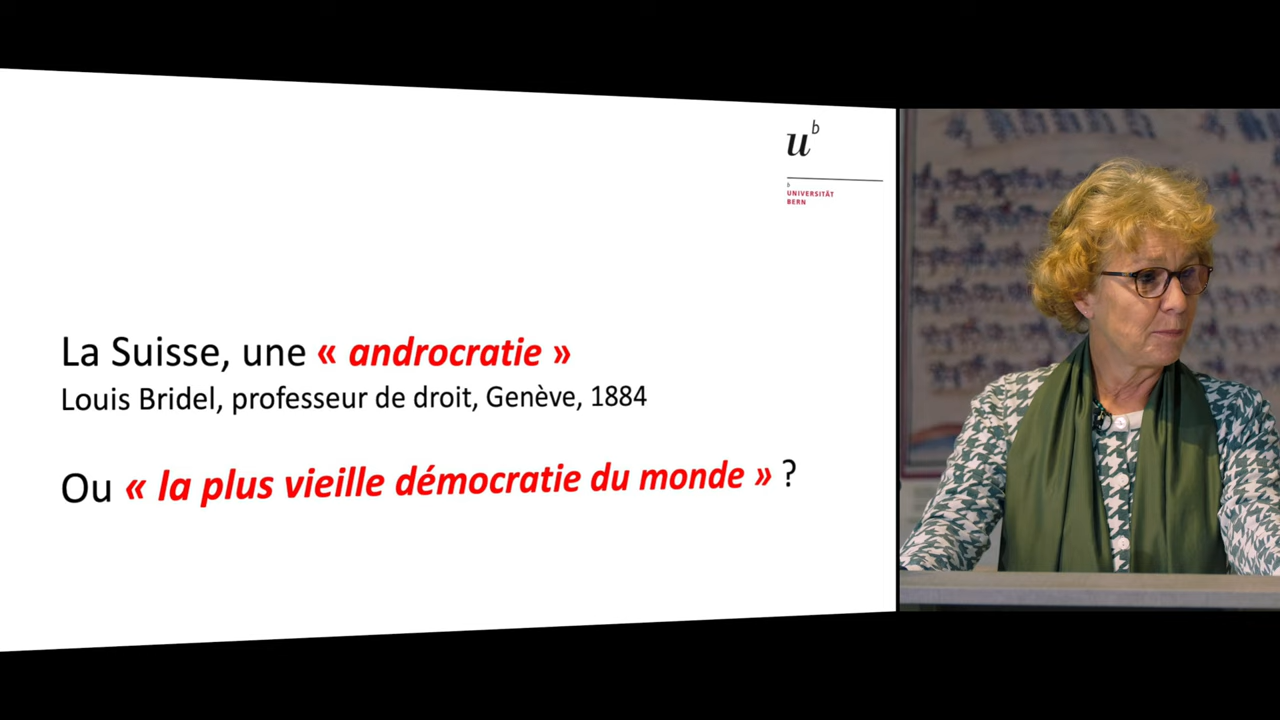 u b
b
UNIVERSITÄT
BERN
La Suisse, une « androcratie »
Louis Bridel, professeur de droit, Genève, 1884
Ou « la plus vieille démocratie du monde » ?